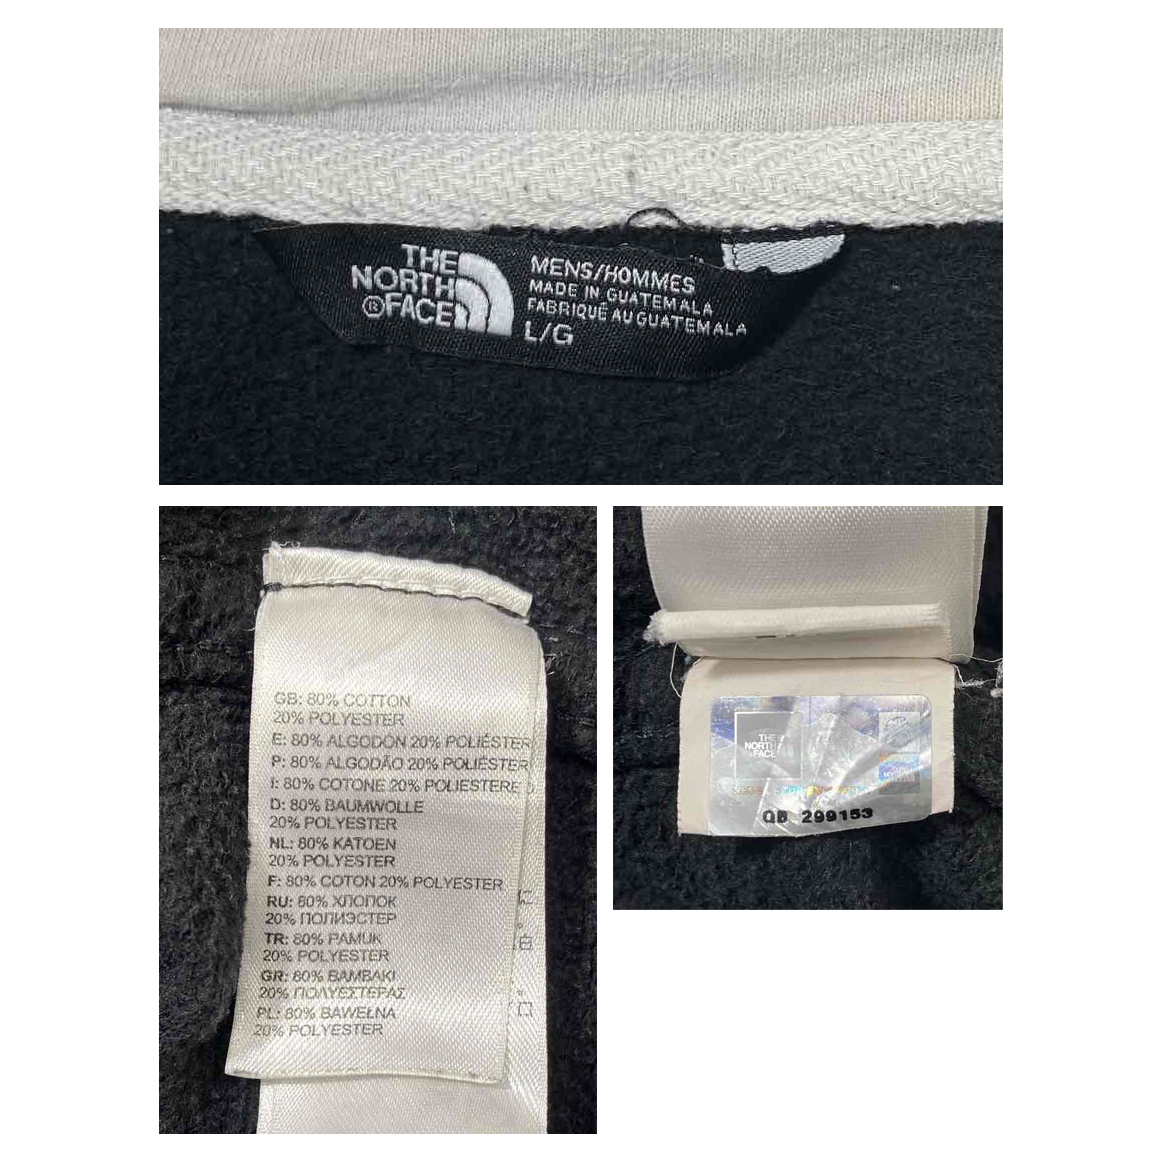 THE
NORTH
®FACE
MENS/HOMMES
MADE IN GUATEMALA
FABRIQUÉ AU GUATEMALA
L/G
GB: 80% COTTON
20% POLYESTER
E: 80% ALGODON 20% POLIÉSTER
P: 80% ALGODÃO 20% POLIÉSTER
I: 80% COTONE 20% POLIESTERE
D: 80% BAUMWOLLE
20% POLYESTER
NL: 80% KATOEN
20% POLYESTER
F: 80% COTON 20% POLYESTER
RU: 80% ХЛОПОК
20% ПОЛИЭСТЕР
TR: 80% PAMUK
20% POLYESTER
GR: 80% ΒΑΜΒΑΚΙ
20% ΠΟΛΥΕΣΤΕΡΑΣ
PL: 80% BAWEŁNA
20% POLYESTER
THE
NORTH
FACE
299153